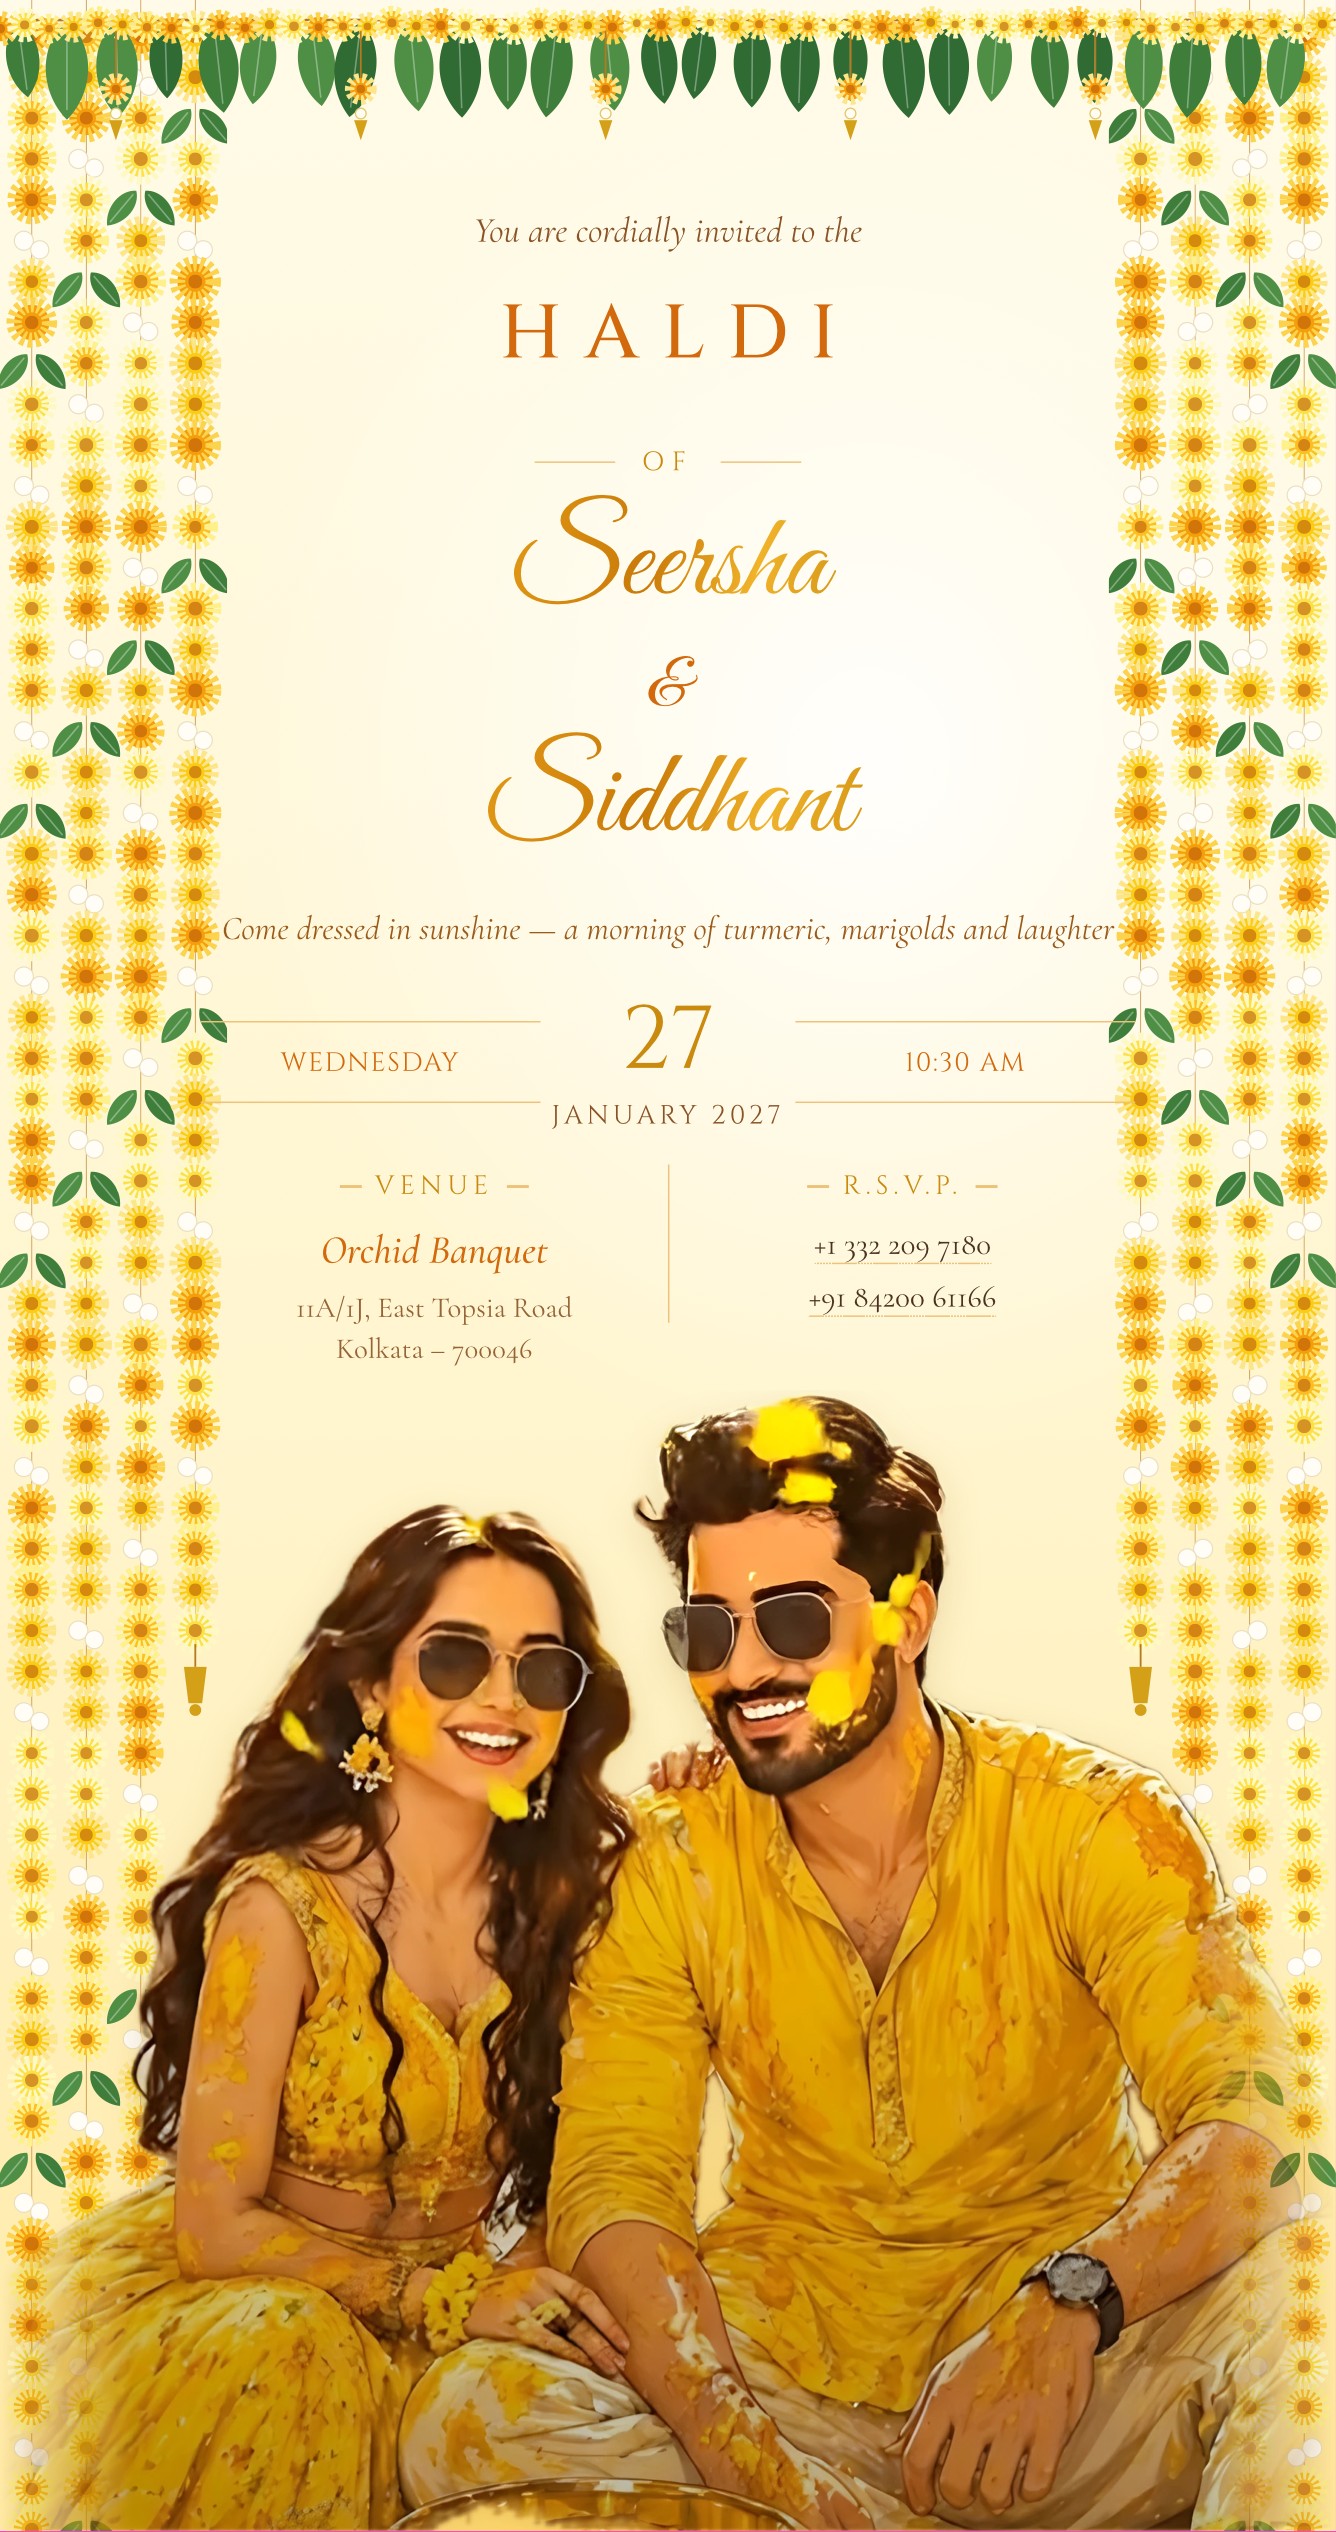 You are cordially invited to the
HALDI
OF
Seersha
&
Siddhant
Come dressed in sunshine — a morning of turmeric, marigolds and laughter
WEDNESDAY
27
JANUARY 2027
10:30 AM
VENUE
Orchid Banquet
11A/1J, East Topsia Road
Kolkata – 700046
R.S.V.P.
+1 332 209 7180
+91 84200 61166